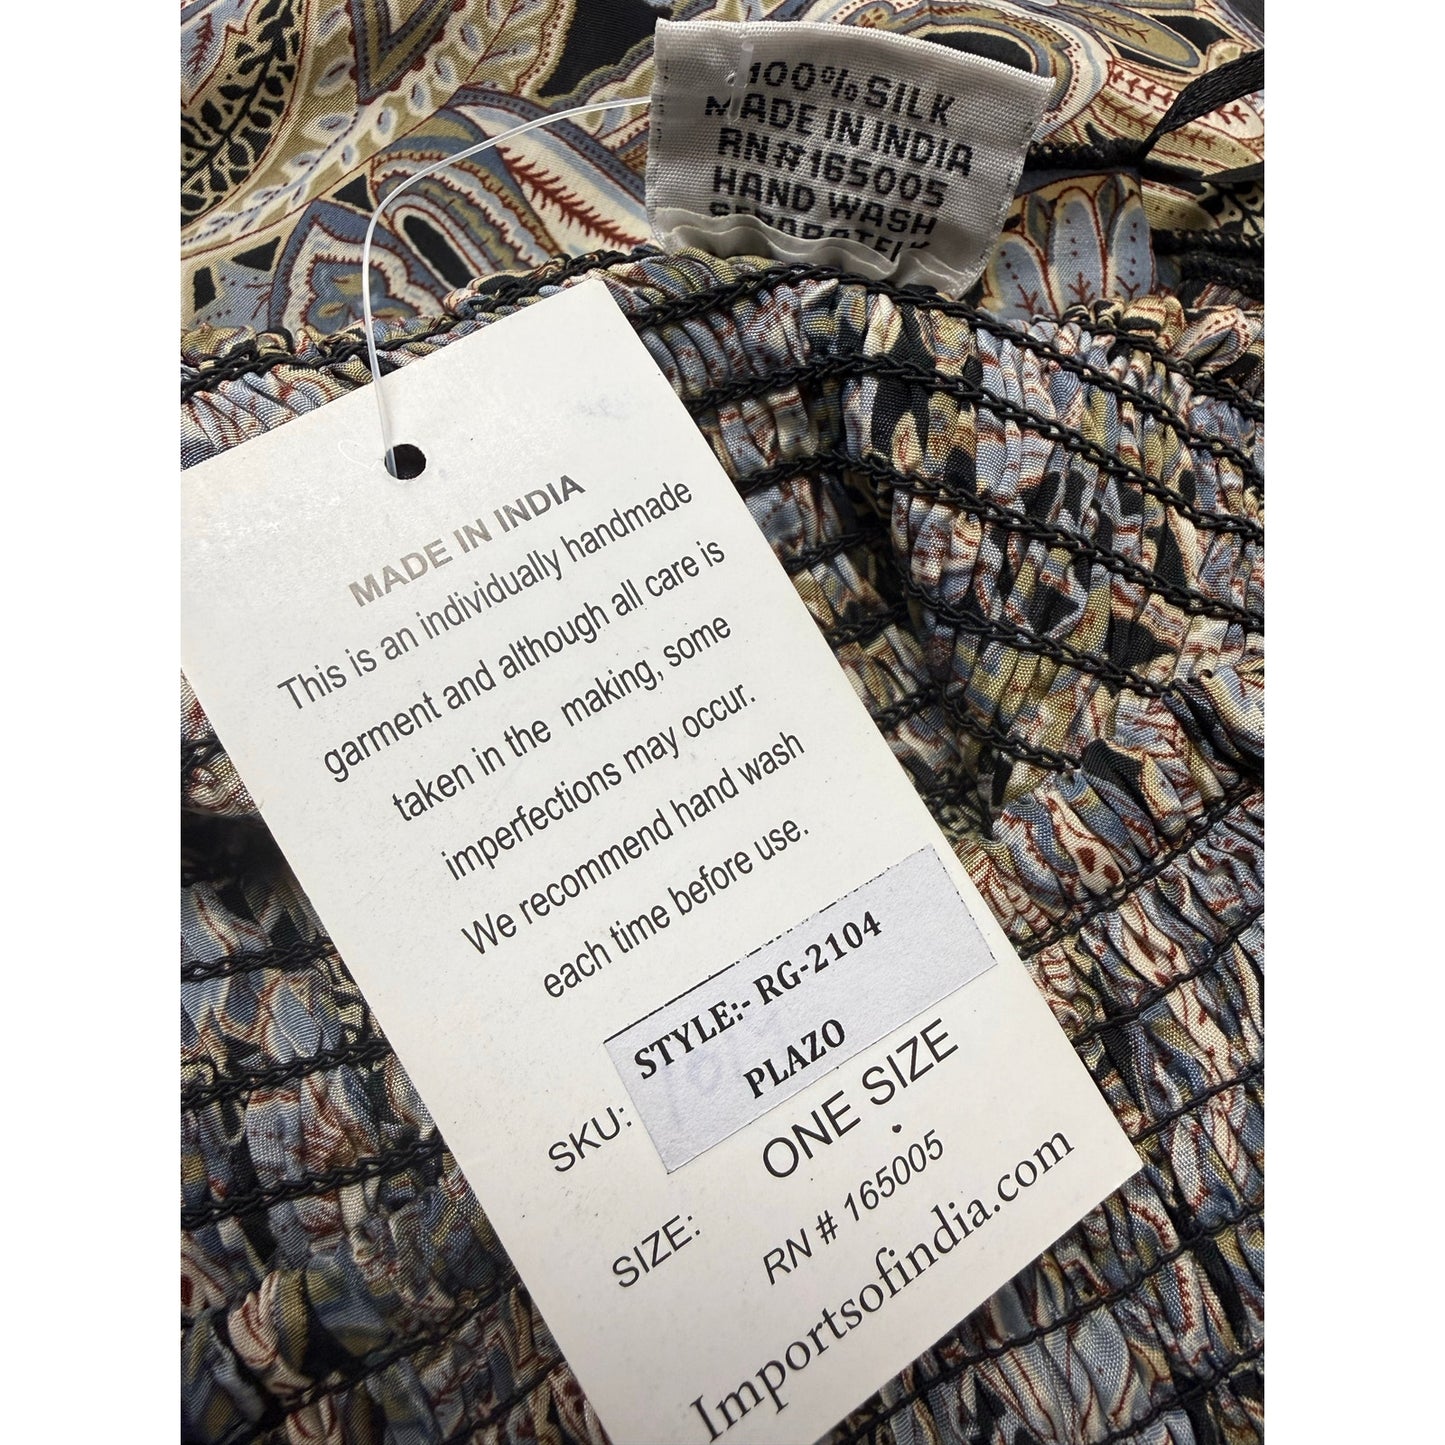 100% SILK
MADE IN INDIA
RN#165005
HAND WASH
SEPARATELY
MADE IN INDIA
This is an individually handmade
garment and although all care is
taken in the making, some
imperfections may occur.
We recommend hand wash
each time before use.
STYLE:- RG-2104
PLAZO
SKU:
SIZE: ONE SIZE
RN # 165005
Importsofindia.com